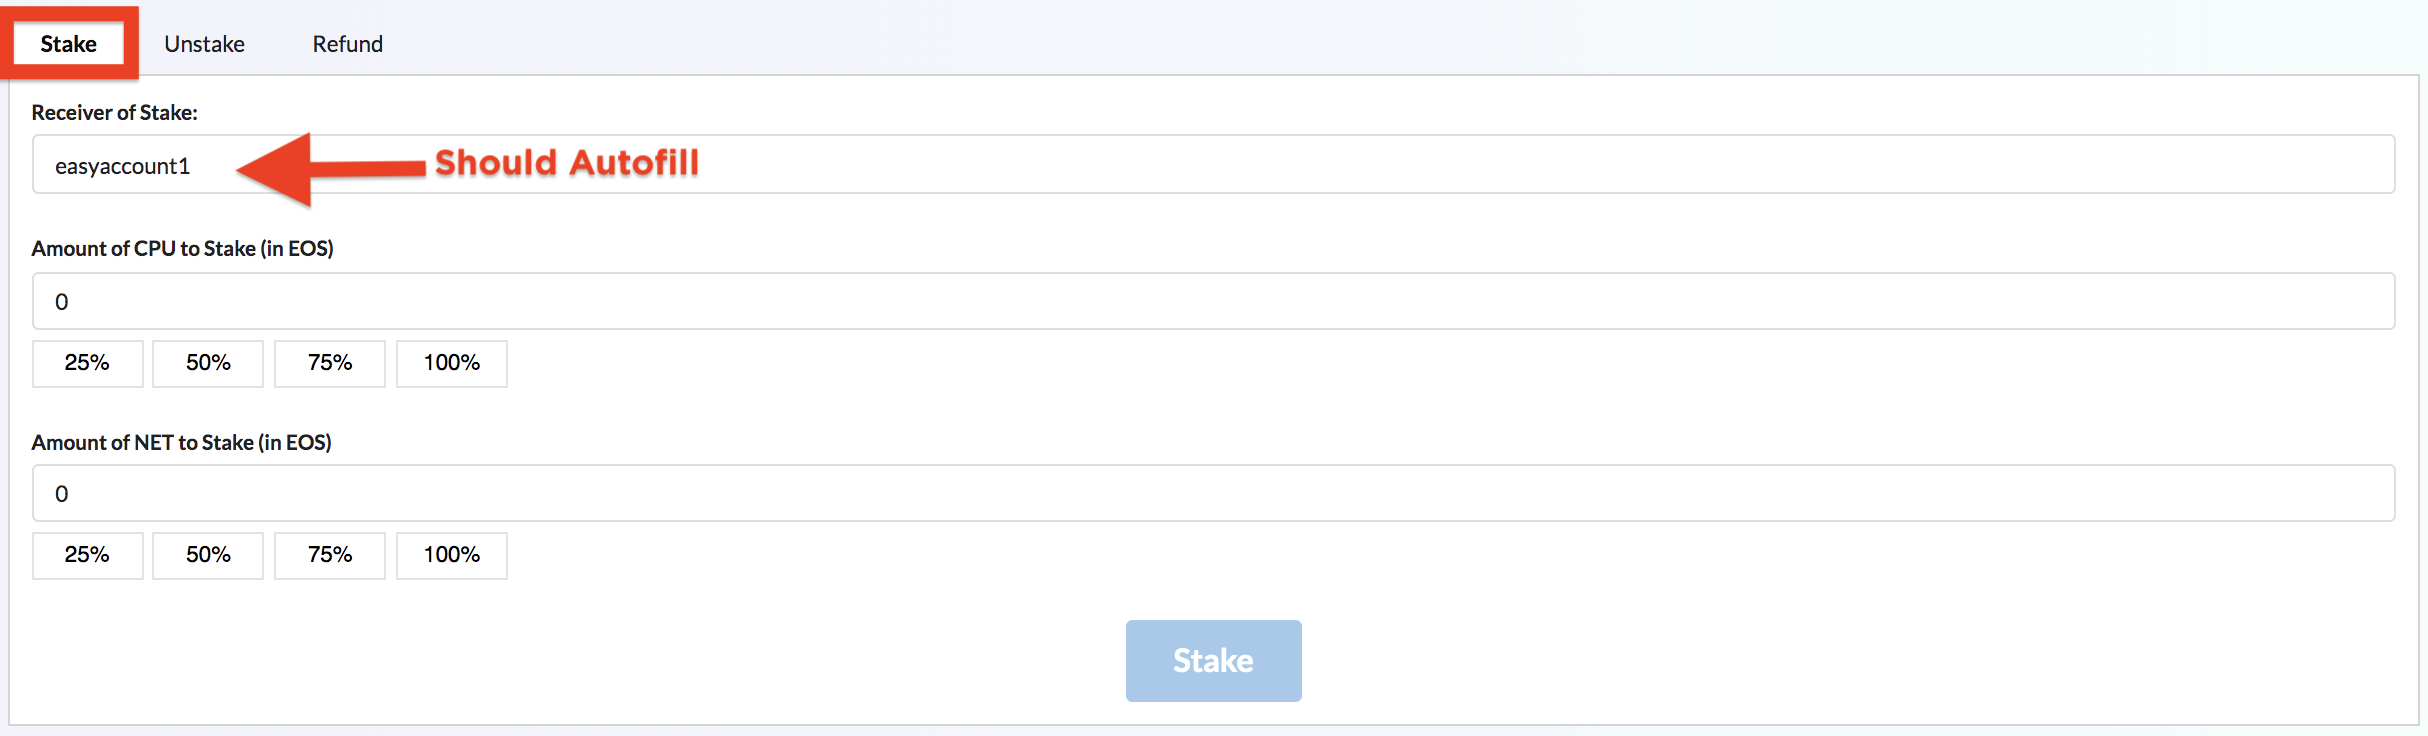 Stake Unstake Refund
Receiver of Stake:
easyaccount1 Should Autofill
Amount of CPU to Stake (in EOS)
0
25% 50% 75% 100%
Amount of NET to Stake (in EOS)
0
25% 50% 75% 100%
Stake